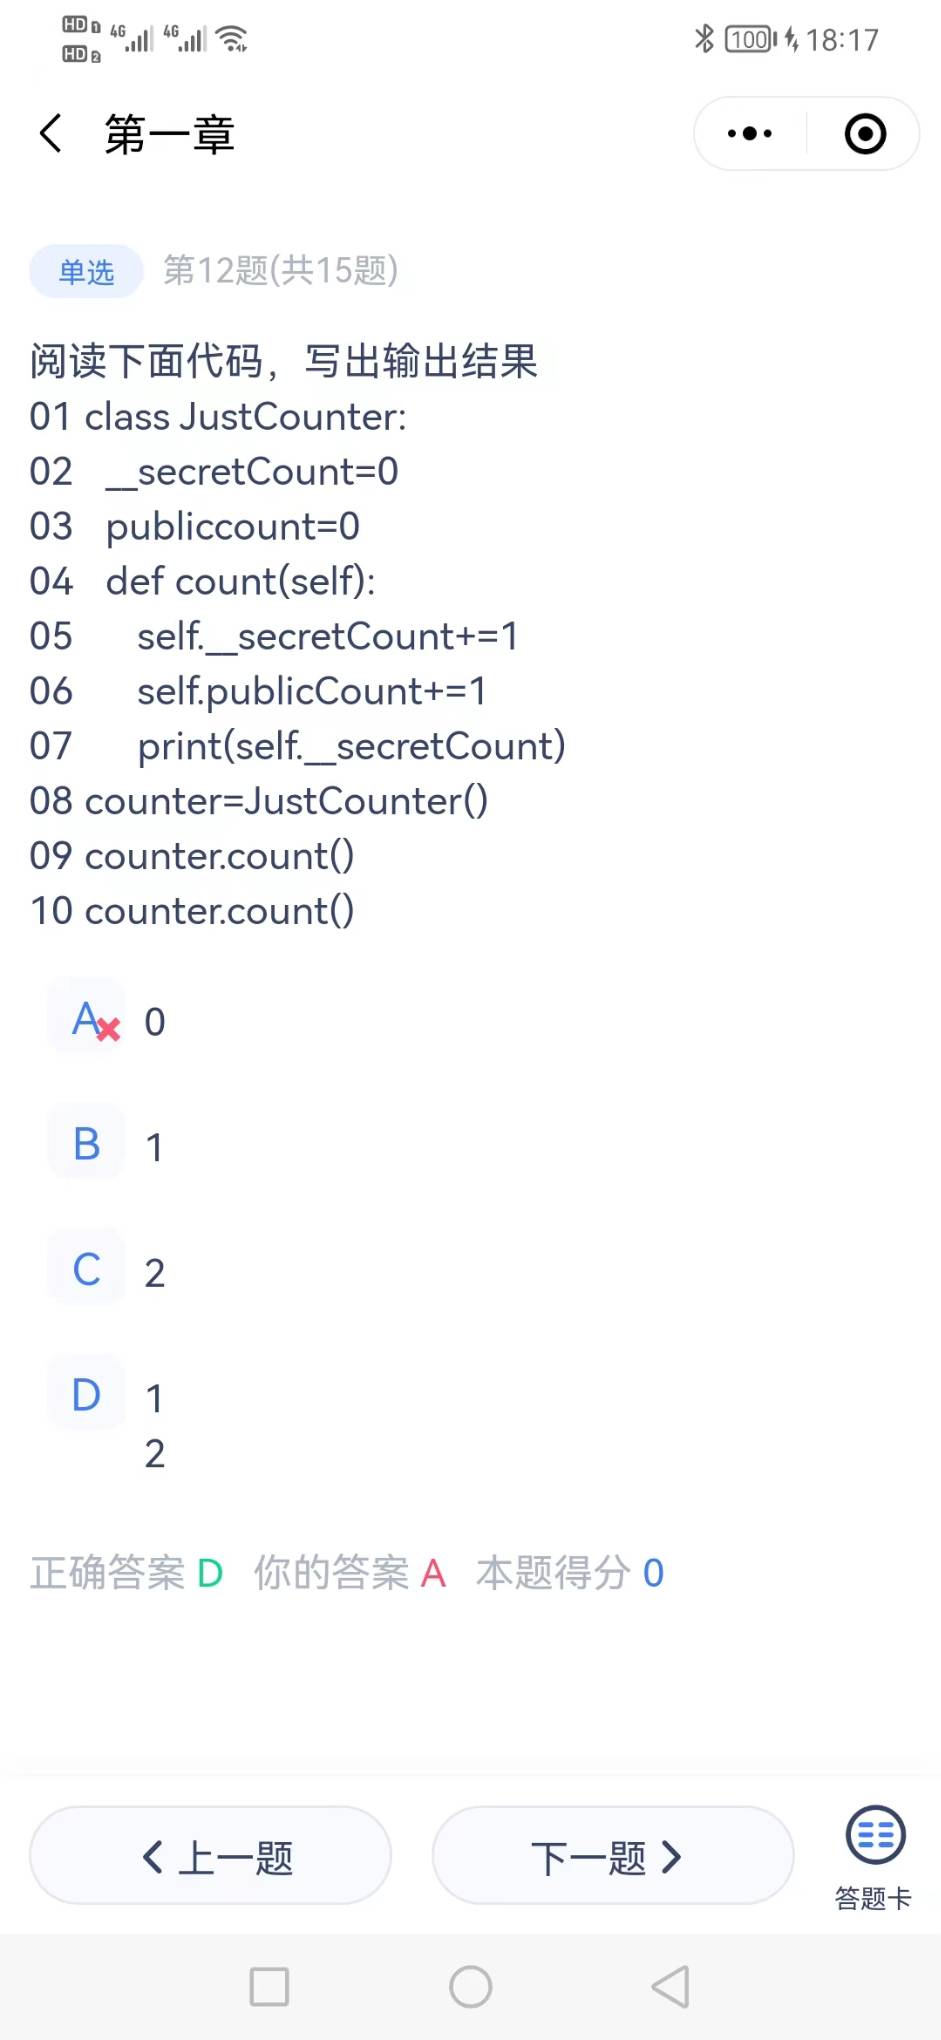 HD 1 4G 4G 100 18:17
HD 2
第一章
单选 第12题(共15题)
阅读下面代码，写出输出结果
01 class JustCounter:
02   __secretCount=0
03   publiccount=0
04   def count(self):
05      self.__secretCount+=1
06      self.publicCount+=1
07      print(self.__secretCount)
08 counter=JustCounter()
09 counter.count()
10 counter.count()
A 0
B 1
C 2
D 1
2
正确答案 D 你的答案 A 本题得分 0
上一题 下一题
答题卡